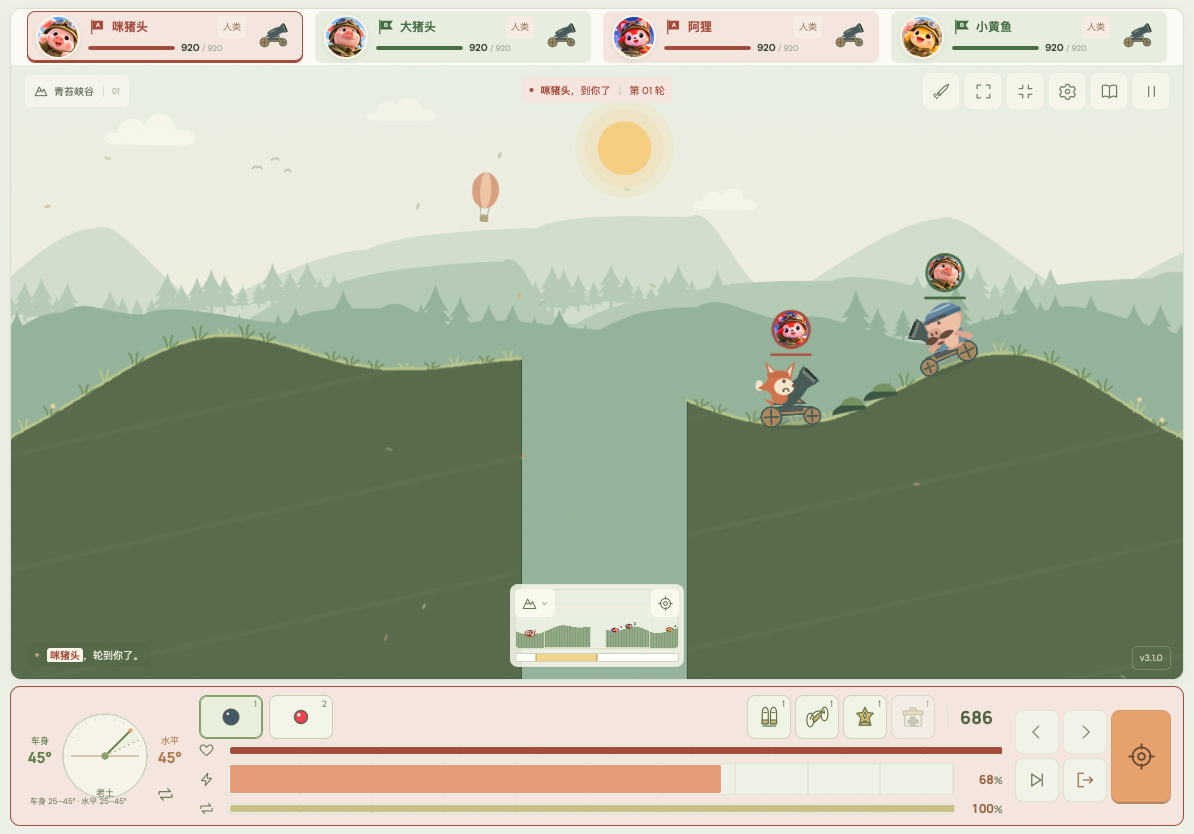 A 咪猪头 人类
920 / 920
B 大猪头 人类
920 / 920
A 阿狸 人类
920 / 920
B 小黄鱼 人类
920 / 920
青苔峡谷 01
咪猪头，到你了 第 01 轮
咪猪头，轮到你了。
v3.1.0
车身
45°
水平
45°
老土
车身 25–45° · 水平 25–45°
1
2
1
1
1
1
686
68%
100%